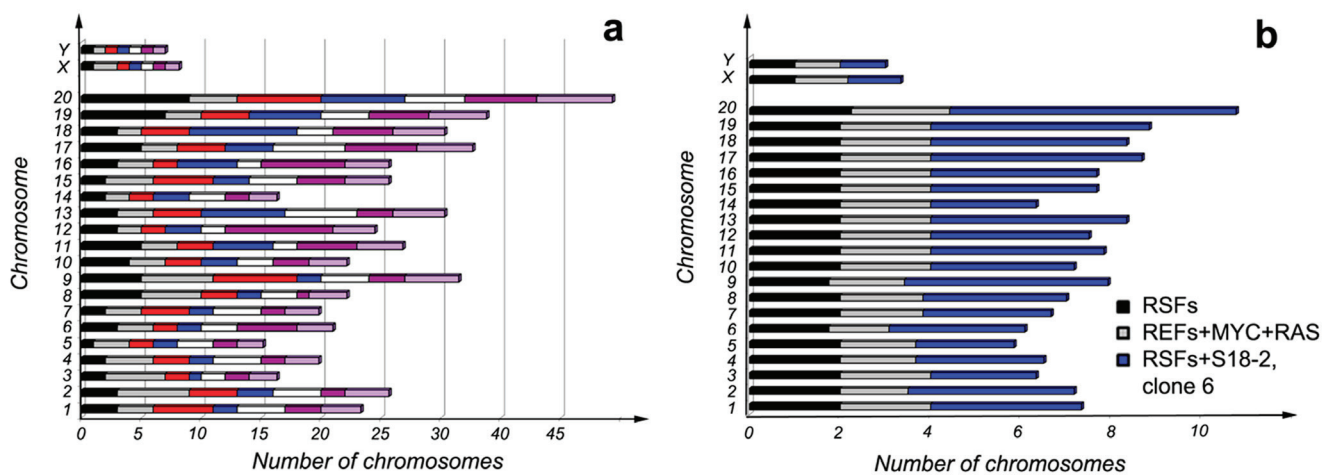 a
Chromosome
Y
X
20
19
18
17
16
15
14
13
12
11
10
9
8
7
6
5
4
3
2
1
0 5 10 15 20 25 30 35 40 45
Number of chromosomes
b
Chromosome
Y
X
20
19
18
17
16
15
14
13
12
11
10
9
8
7
6
5
4
3
2
1
0 2 4 6 8 10
Number of chromosomes
RSFs
REFs+MYC+RAS
RSFs+S18-2,
clone 6